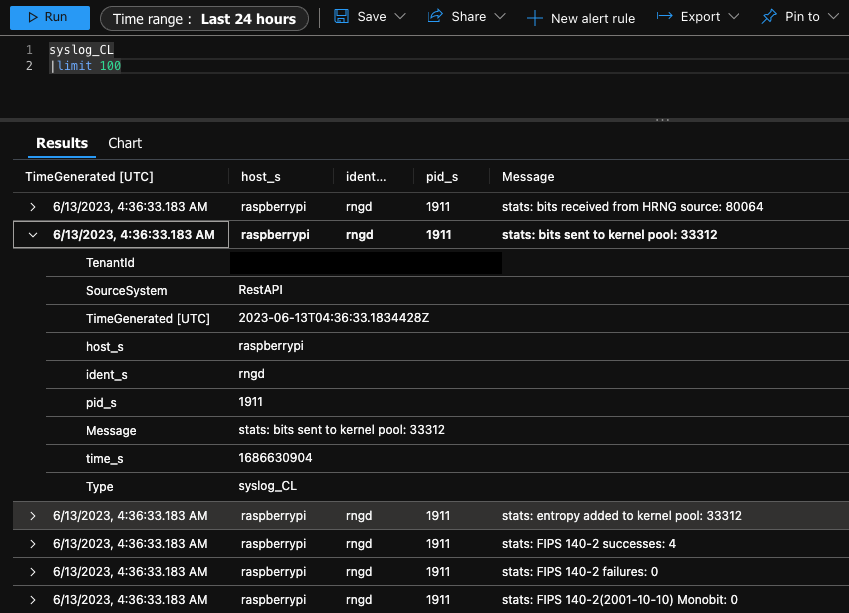 Run Time range : Last 24 hours Save Share New alert rule Export Pin to
1 syslog_CL
2 |limit 100
...
Results Chart
TimeGenerated [UTC] host_s ident... pid_s Message
6/13/2023, 4:36:33.183 AM raspberrypi rngd 1911 stats: bits received from HRNG source: 80064
6/13/2023, 4:36:33.183 AM raspberrypi rngd 1911 stats: bits sent to kernel pool: 33312
TenantId
SourceSystem RestAPI
TimeGenerated [UTC] 2023-06-13T04:36:33.1834428Z
host_s raspberrypi
ident_s rngd
pid_s 1911
Message stats: bits sent to kernel pool: 33312
time_s 1686630904
Type syslog_CL
6/13/2023, 4:36:33.183 AM raspberrypi rngd 1911 stats: entropy added to kernel pool: 33312
6/13/2023, 4:36:33.183 AM raspberrypi rngd 1911 stats: FIPS 140-2 successes: 4
6/13/2023, 4:36:33.183 AM raspberrypi rngd 1911 stats: FIPS 140-2 failures: 0
6/13/2023, 4:36:33.183 AM raspberrypi rngd 1911 stats: FIPS 140-2(2001-10-10) Monobit: 0